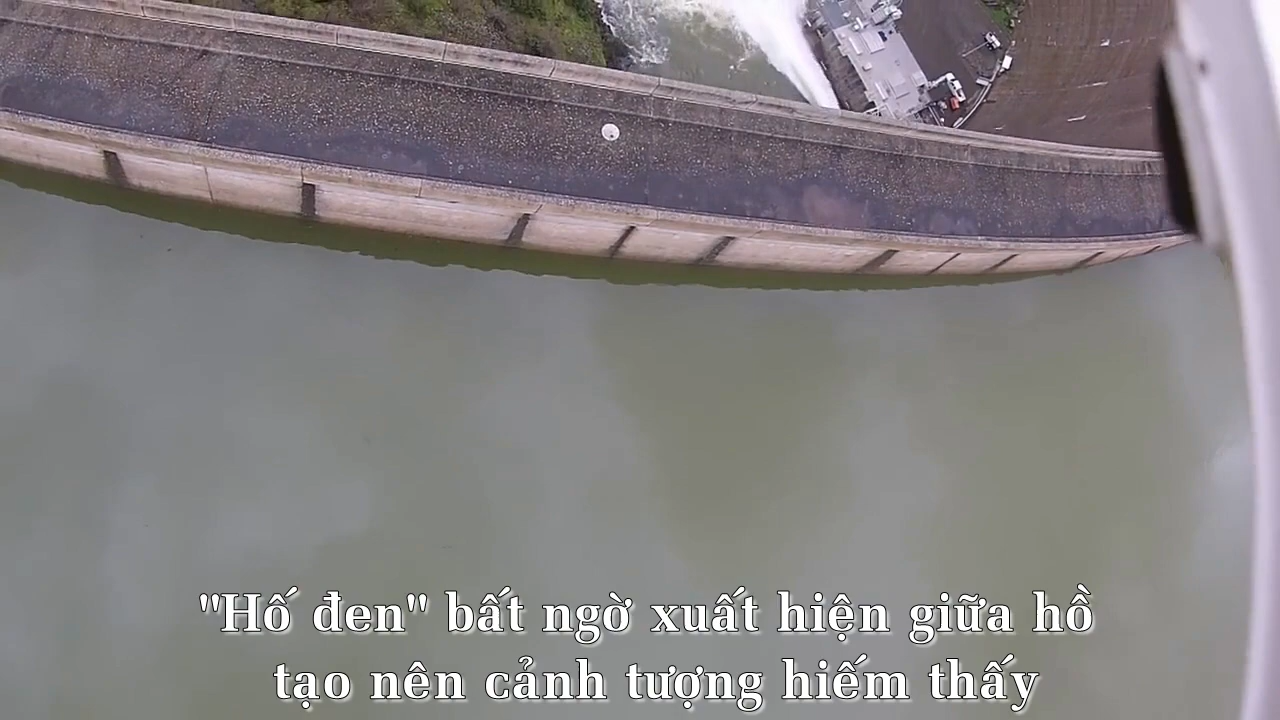 "Hố đen" bất ngờ xuất hiện giữa hồ
tạo nên cảnh tượng hiếm thấy